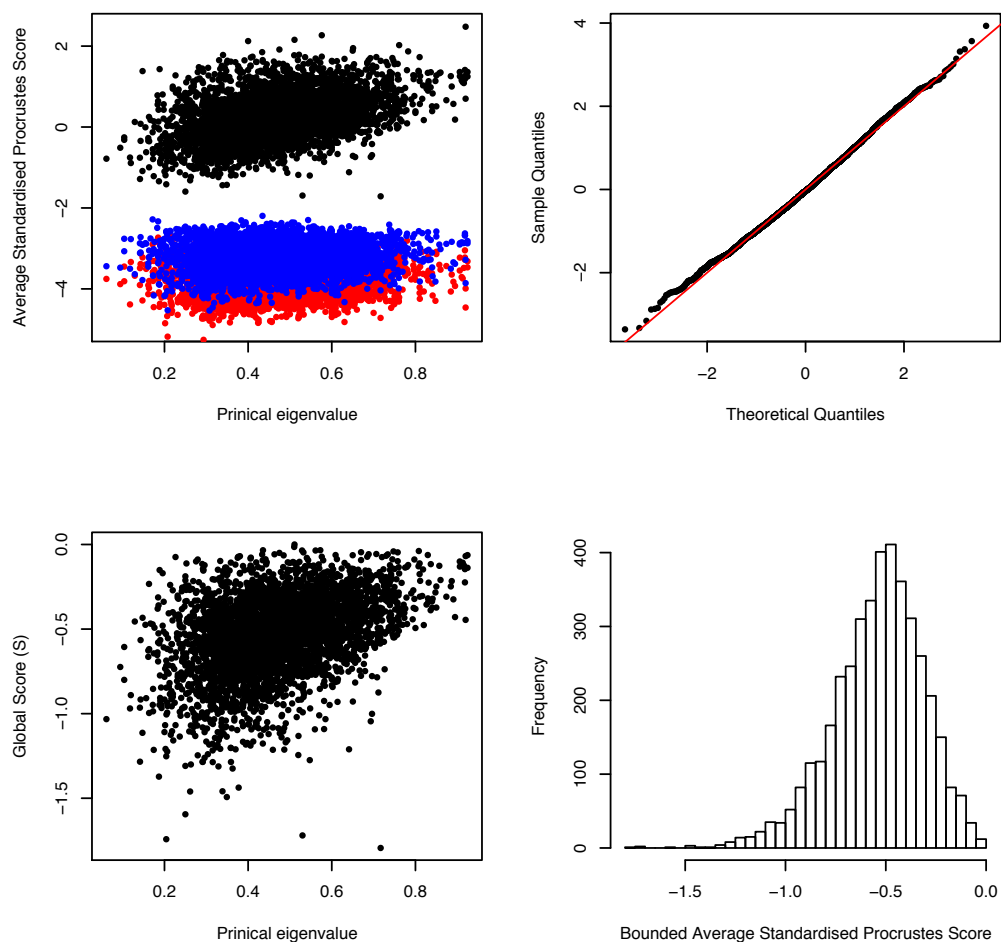 Average Standardised Procrustes Score
2
0
−2
−4
0.2 0.4 0.6 0.8
Prinical eigenvalue
Sample Quantiles
4
2
0
−2
−2 0 2
Theoretical Quantiles
Global Score (S)
0.0
−0.5
−1.0
−1.5
0.2 0.4 0.6 0.8
Prinical eigenvalue
Frequency
400
300
200
100
0
−1.5 −1.0 −0.5 0.0
Bounded Average Standardised Procrustes Score